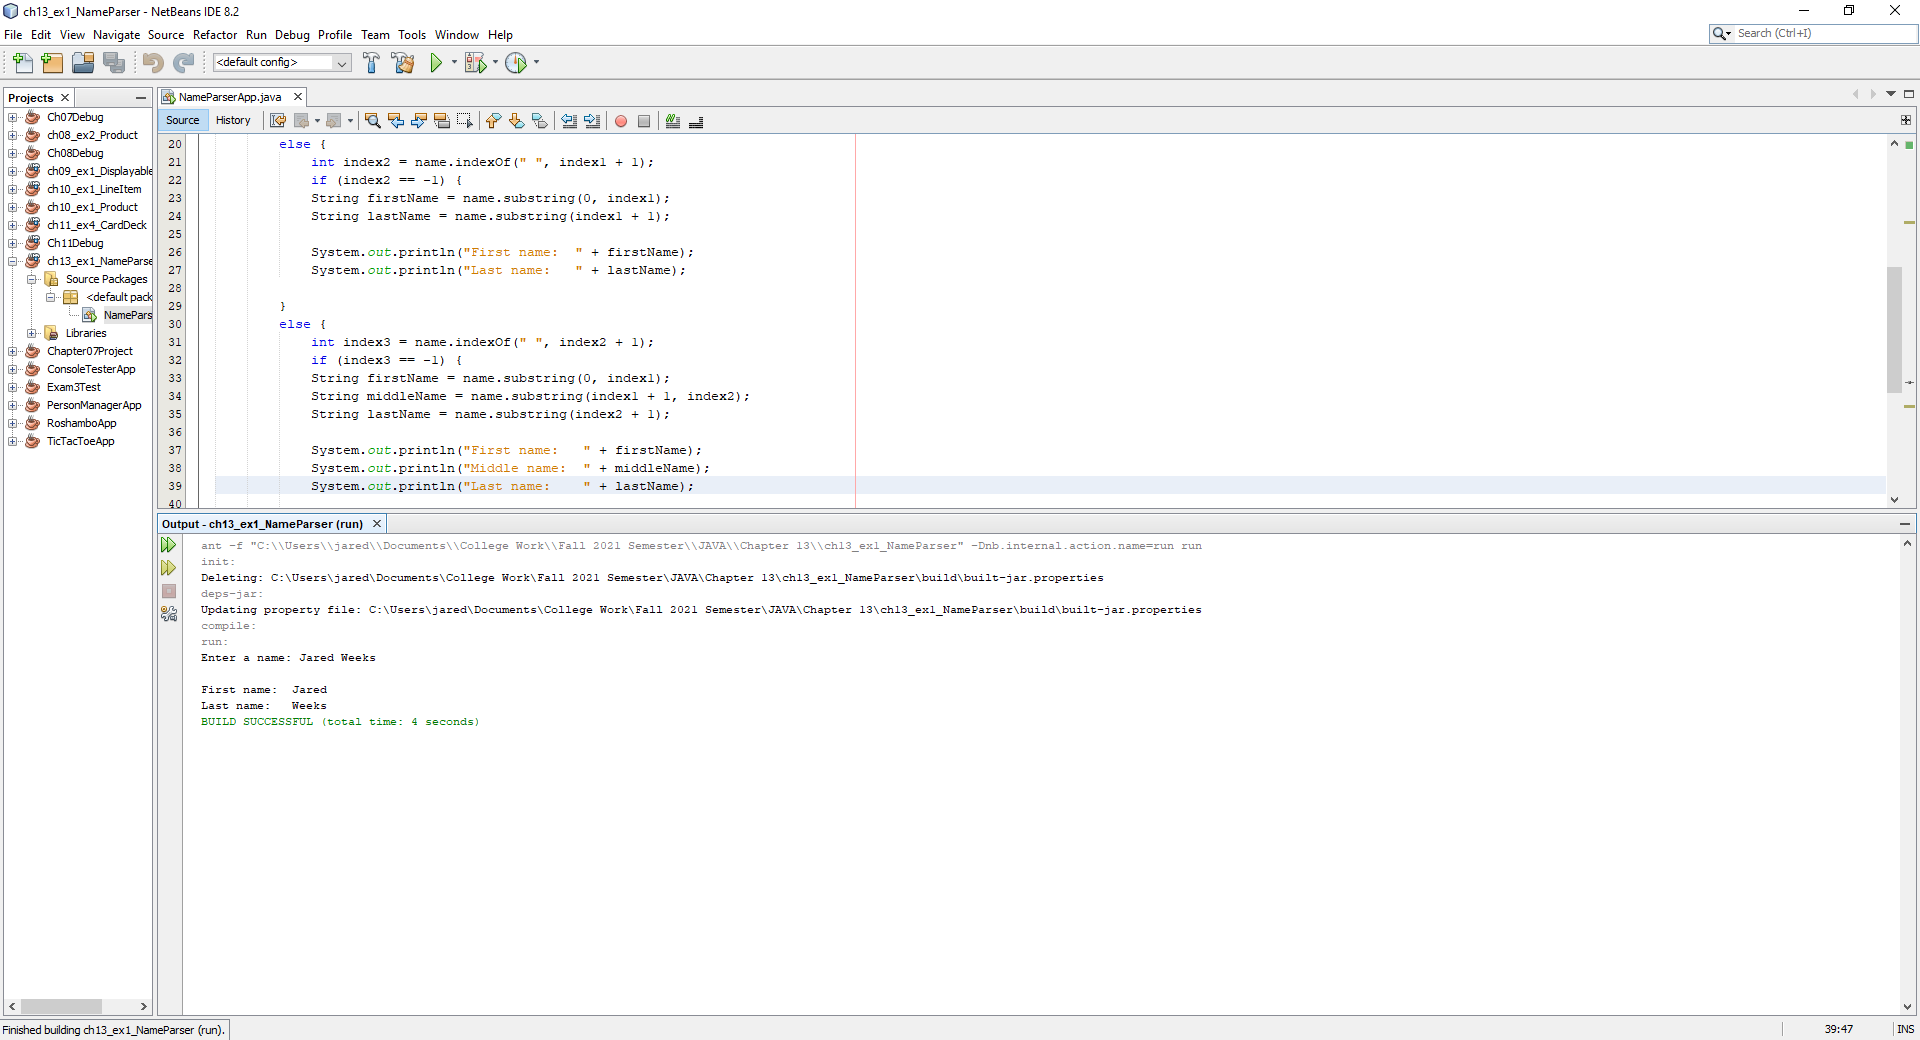 ch13_ex1_NameParser - NetBeans IDE 8.2
File Edit View Navigate Source Refactor Run Debug Profile Team Tools Window Help
Search (Ctrl+I)
<default config>
Projects
Ch07Debug
ch08_ex2_Product
Ch08Debug
ch09_ex1_Displayable
ch10_ex1_LineItem
ch10_ex1_Product
ch11_ex4_CardDeck
Ch11Debug
ch13_ex1_NameParse
Source Packages
<default pack
NamePars
Libraries
Chapter07Project
ConsoleTesterApp
Exam3Test
PersonManagerApp
RoshamboApp
TicTacToeApp
NameParserApp.java
Source History
20 else {
21 int index2 = name.indexOf(" ", index1 + 1);
22 if (index2 == -1) {
23 String firstName = name.substring(0, index1);
24 String lastName = name.substring(index1 + 1);
25
26 System.out.println("First name:  " + firstName);
27 System.out.println("Last name:   " + lastName);
28
29 }
30 else {
31 int index3 = name.indexOf(" ", index2 + 1);
32 if (index3 == -1) {
33 String firstName = name.substring(0, index1);
34 String middleName = name.substring(index1 + 1, index2);
35 String lastName = name.substring(index2 + 1);
36
37 System.out.println("First name:   " + firstName);
38 System.out.println("Middle name:  " + middleName);
39 System.out.println("Last name:    " + lastName);
40
Output - ch13_ex1_NameParser (run)
ant -f "C:\\Users\\jared\\Documents\\College Work\\Fall 2021 Semester\\JAVA\\Chapter 13\\ch13_ex1_NameParser" -Dnb.internal.action.name=run run
init:
Deleting: C:\Users\jared\Documents\College Work\Fall 2021 Semester\JAVA\Chapter 13\ch13_ex1_NameParser\build\built-jar.properties
deps-jar:
Updating property file: C:\Users\jared\Documents\College Work\Fall 2021 Semester\JAVA\Chapter 13\ch13_ex1_NameParser\build\built-jar.properties
compile:
run:
Enter a name: Jared Weeks
First name:  Jared
Last name:   Weeks
BUILD SUCCESSFUL (total time: 4 seconds)
Finished building ch13_ex1_NameParser (run).
39:47 INS